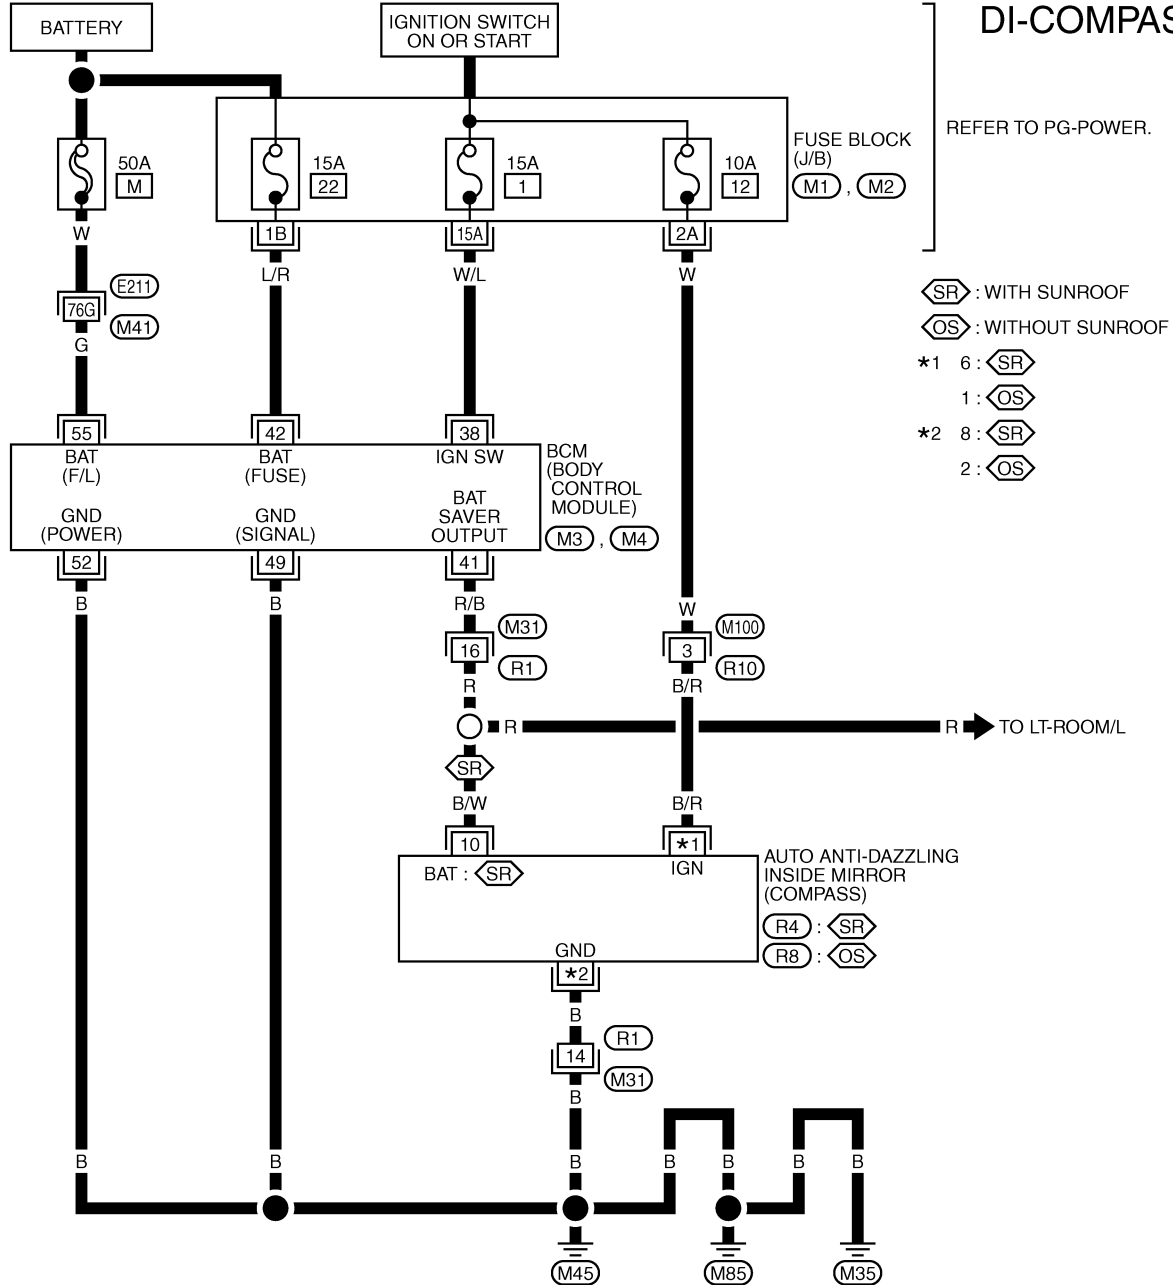 DI-COMPAS
BATTERY
IGNITION SWITCH
ON OR START
REFER TO PG-POWER.
50A
M
15A
22
15A
1
10A
12
FUSE BLOCK
(J/B)
M1 , M2
W
1B
15A
2A
L/R
W/L
W
E211
76G
M41
G
SR : WITH SUNROOF
OS : WITHOUT SUNROOF
*1 6 : SR
1 : OS
*2 8 : SR
2 : OS
55
42
38
BAT
(F/L)
BAT
(FUSE)
IGN SW
BCM
(BODY
CONTROL
MODULE)
M3 , M4
GND
(POWER)
GND
(SIGNAL)
BAT
SAVER
OUTPUT
52
49
41
B
B
R/B
W
M31
16
R1
M100
3
R10
R
B/R
R
R
TO LT-ROOM/L
SR
B/W
B/R
10
*1
BAT : SR
IGN
AUTO ANTI-DAZZLING
INSIDE MIRROR
(COMPASS)
R4 : SR
R8 : OS
GND
*2
B
R1
14
M31
B
B
B
B
B
B
B
B
M45
M85
M35